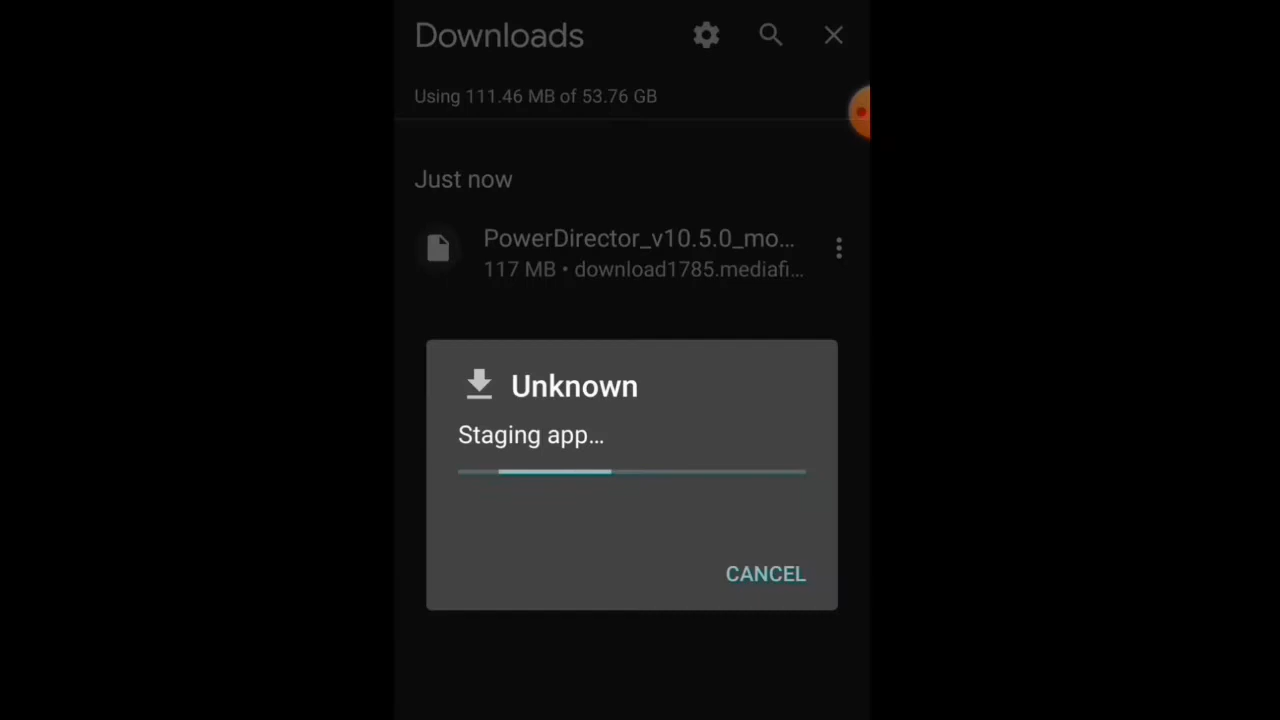 Downloads
Using 111.46 MB of 53.76 GB
Just now
PowerDirector_v10.5.0_mo...
117 MB • download1785.mediafi...
Unknown
Staging app...
CANCEL